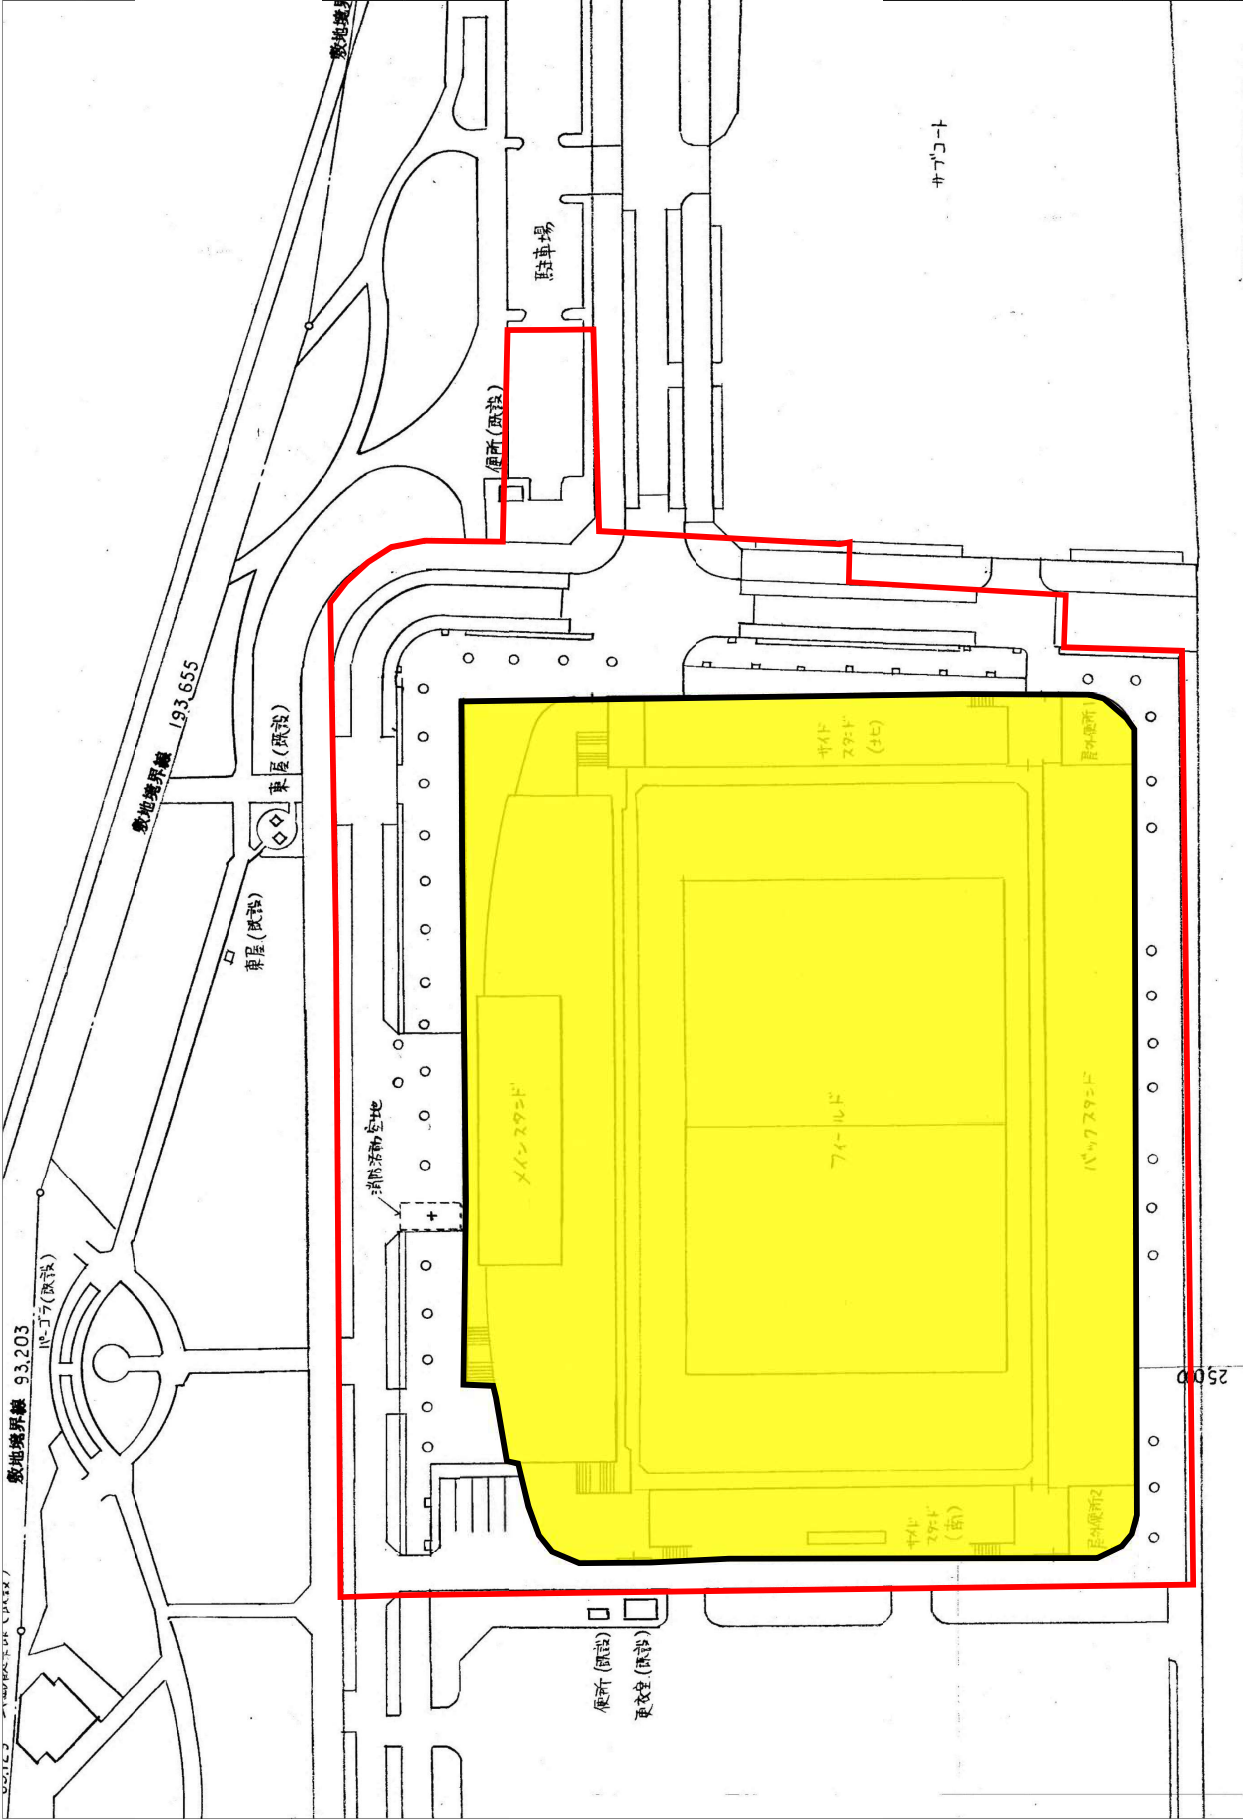 敷地境界
サブコート
駐車場
便所(既設)
193,655
敷地境界線
東屋(既設)
東屋(既設)
サイド
スタンド
(北)
屋外便所1
消防活動空地
メインスタンド
フィールド
バックスタンド
パーゴラ(既設)
93,203
敷地境界線
サイド
スタンド
(南)
屋外便所2
便所(既設)
更衣室(既設)